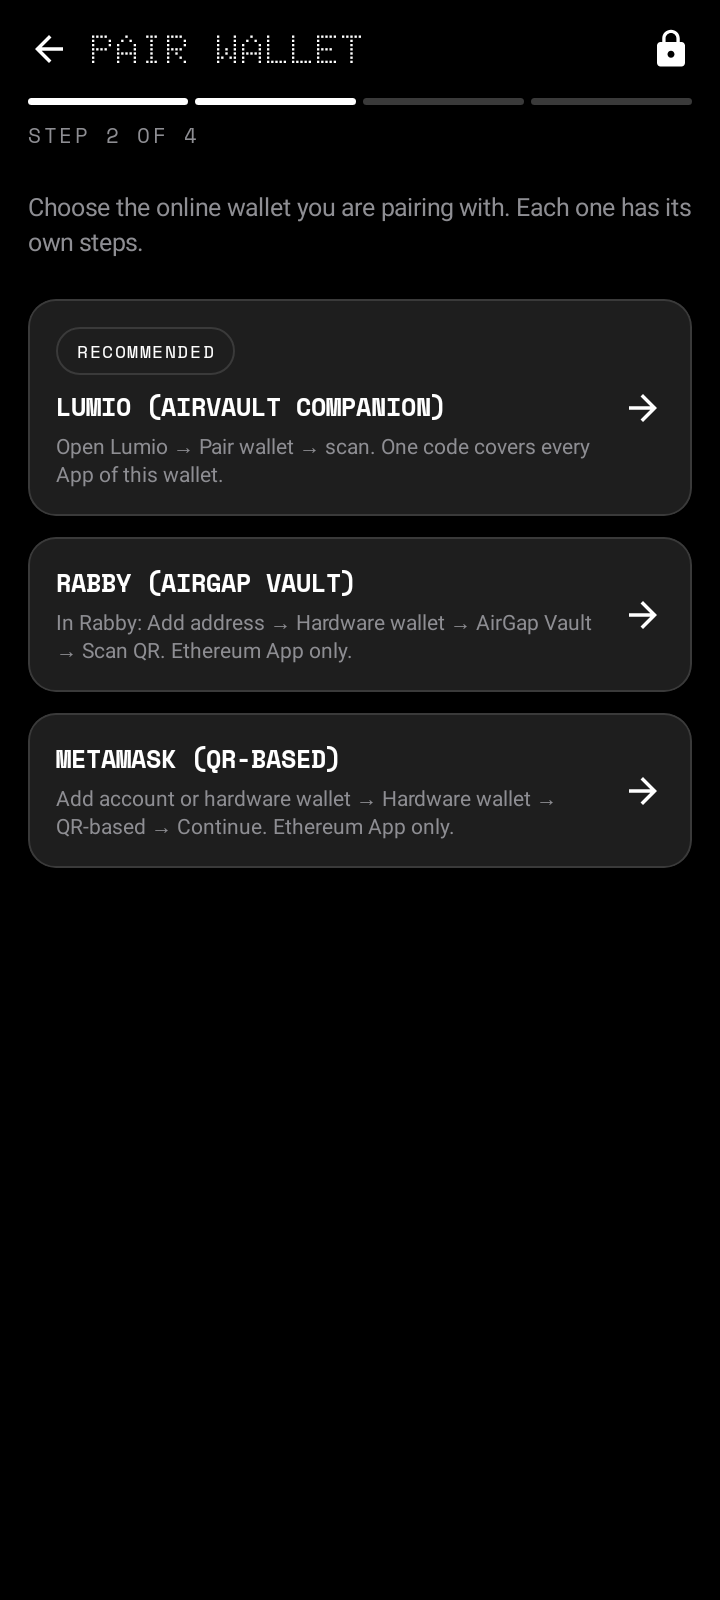 PAIR WALLET
STEP 2 OF 4
Choose the online wallet you are pairing with. Each one has its
own steps.
RECOMMENDED
LUMIO (AIRVAULT COMPANION)
Open Lumio → Pair wallet → scan. One code covers every
App of this wallet.
RABBY (AIRGAP VAULT)
In Rabby: Add address → Hardware wallet → AirGap Vault
→ Scan QR. Ethereum App only.
METAMASK (QR-BASED)
Add account or hardware wallet → Hardware wallet →
QR-based → Continue. Ethereum App only.